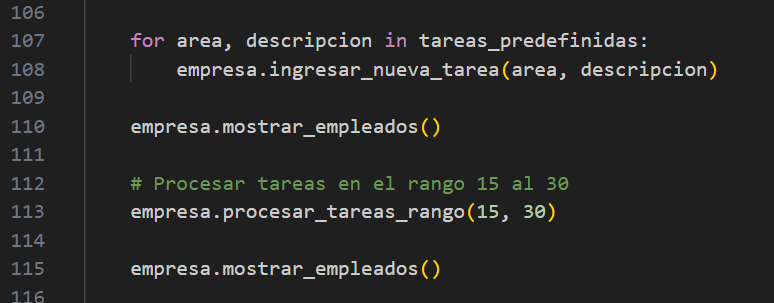 106
107 for area, descripcion in tareas_predefinidas:
108 empresa.ingresar_nueva_tarea(area, descripcion)
109
110 empresa.mostrar_empleados()
111
112 # Procesar tareas en el rango 15 al 30
113 empresa.procesar_tareas_rango(15, 30)
114
115 empresa.mostrar_empleados()
116